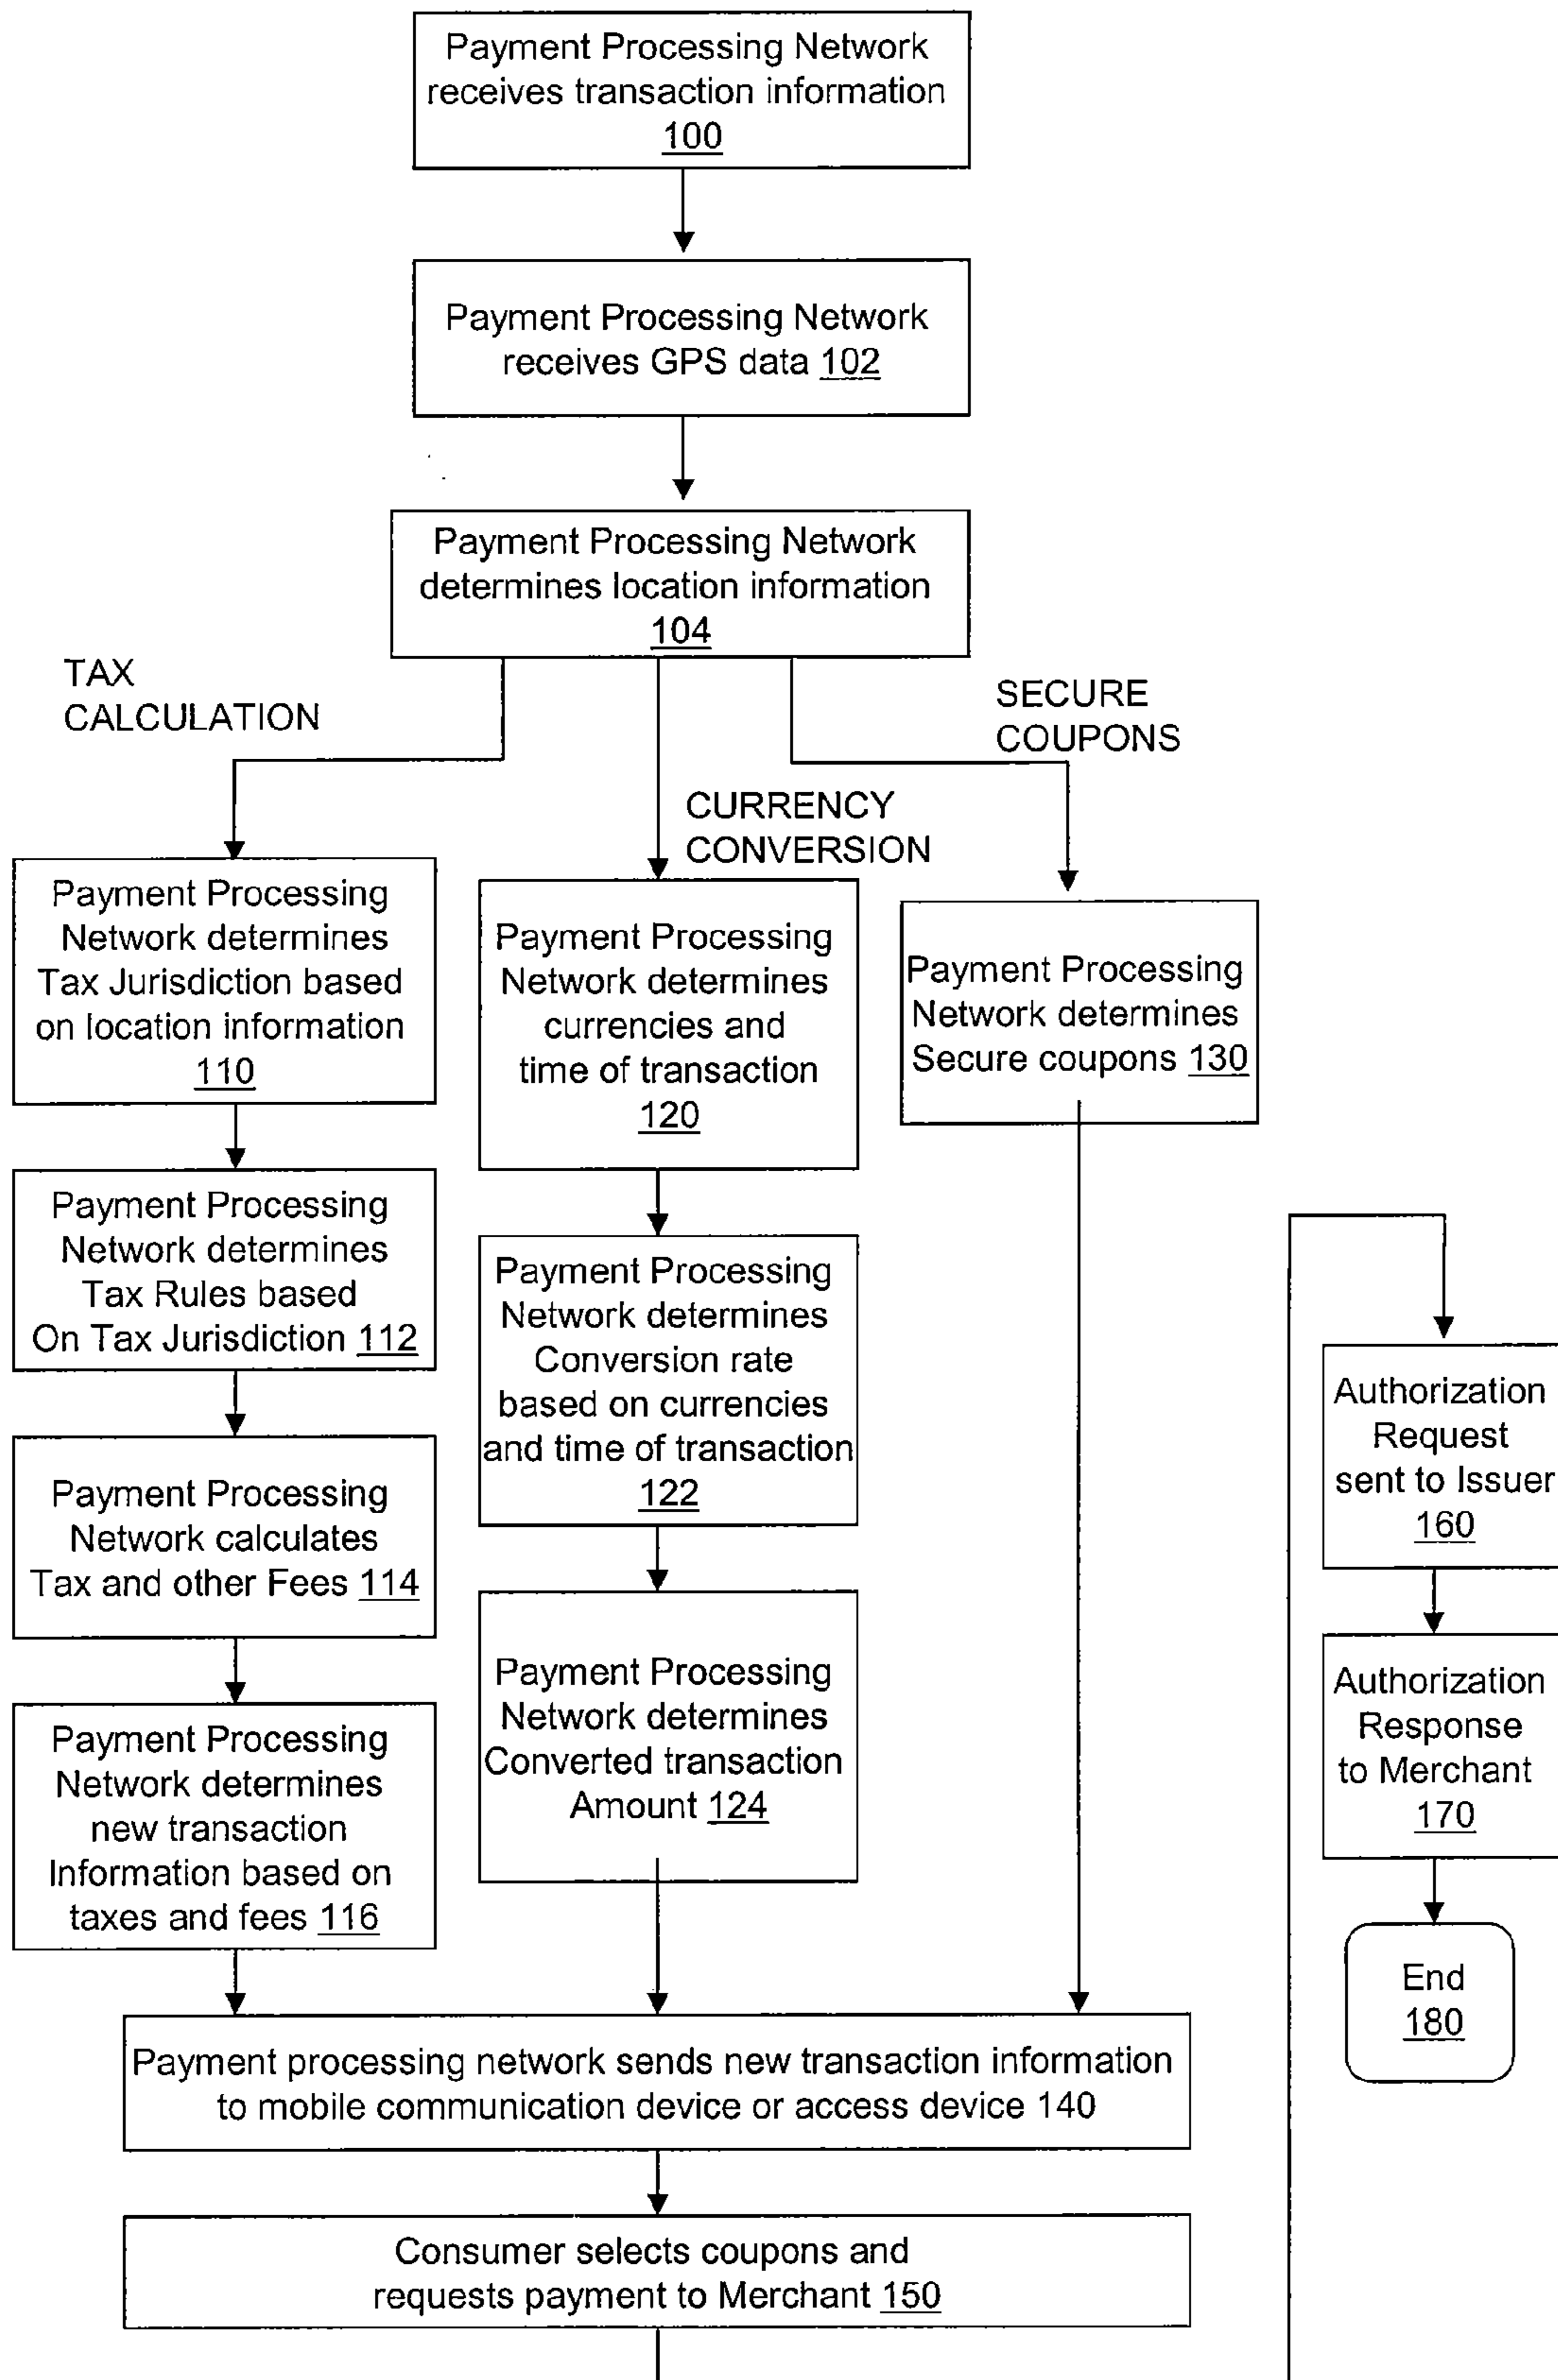 Payment Processing Network
receives transaction information
100
Payment Processing Network
receives GPS data 102
Payment Processing Network
determines location information
104
TAX
CALCULATION
CURRENCY
CONVERSION
SECURE
COUPONS
Payment Processing
Network determines
Tax Jurisdiction based
on location information
110
Payment Processing
Network determines
Tax Rules based
On Tax Jurisdiction 112
Payment Processing
Network calculates
Tax and other Fees 114
Payment Processing
Network determines
new transaction
Information based on
taxes and fees 116
Payment Processing
Network determines
currencies and
time of transaction
120
Payment Processing
Network determines
Conversion rate
based on currencies
and time of transaction
122
Payment Processing
Network determines
Converted transaction
Amount 124
Payment Processing
Network determines
Secure coupons 130
Payment processing network sends new transaction information
to mobile communication device or access device 140
Consumer selects coupons and
requests payment to Merchant 150
Authorization
Request
sent to Issuer
160
Authorization
Response
to Merchant
170
End
180